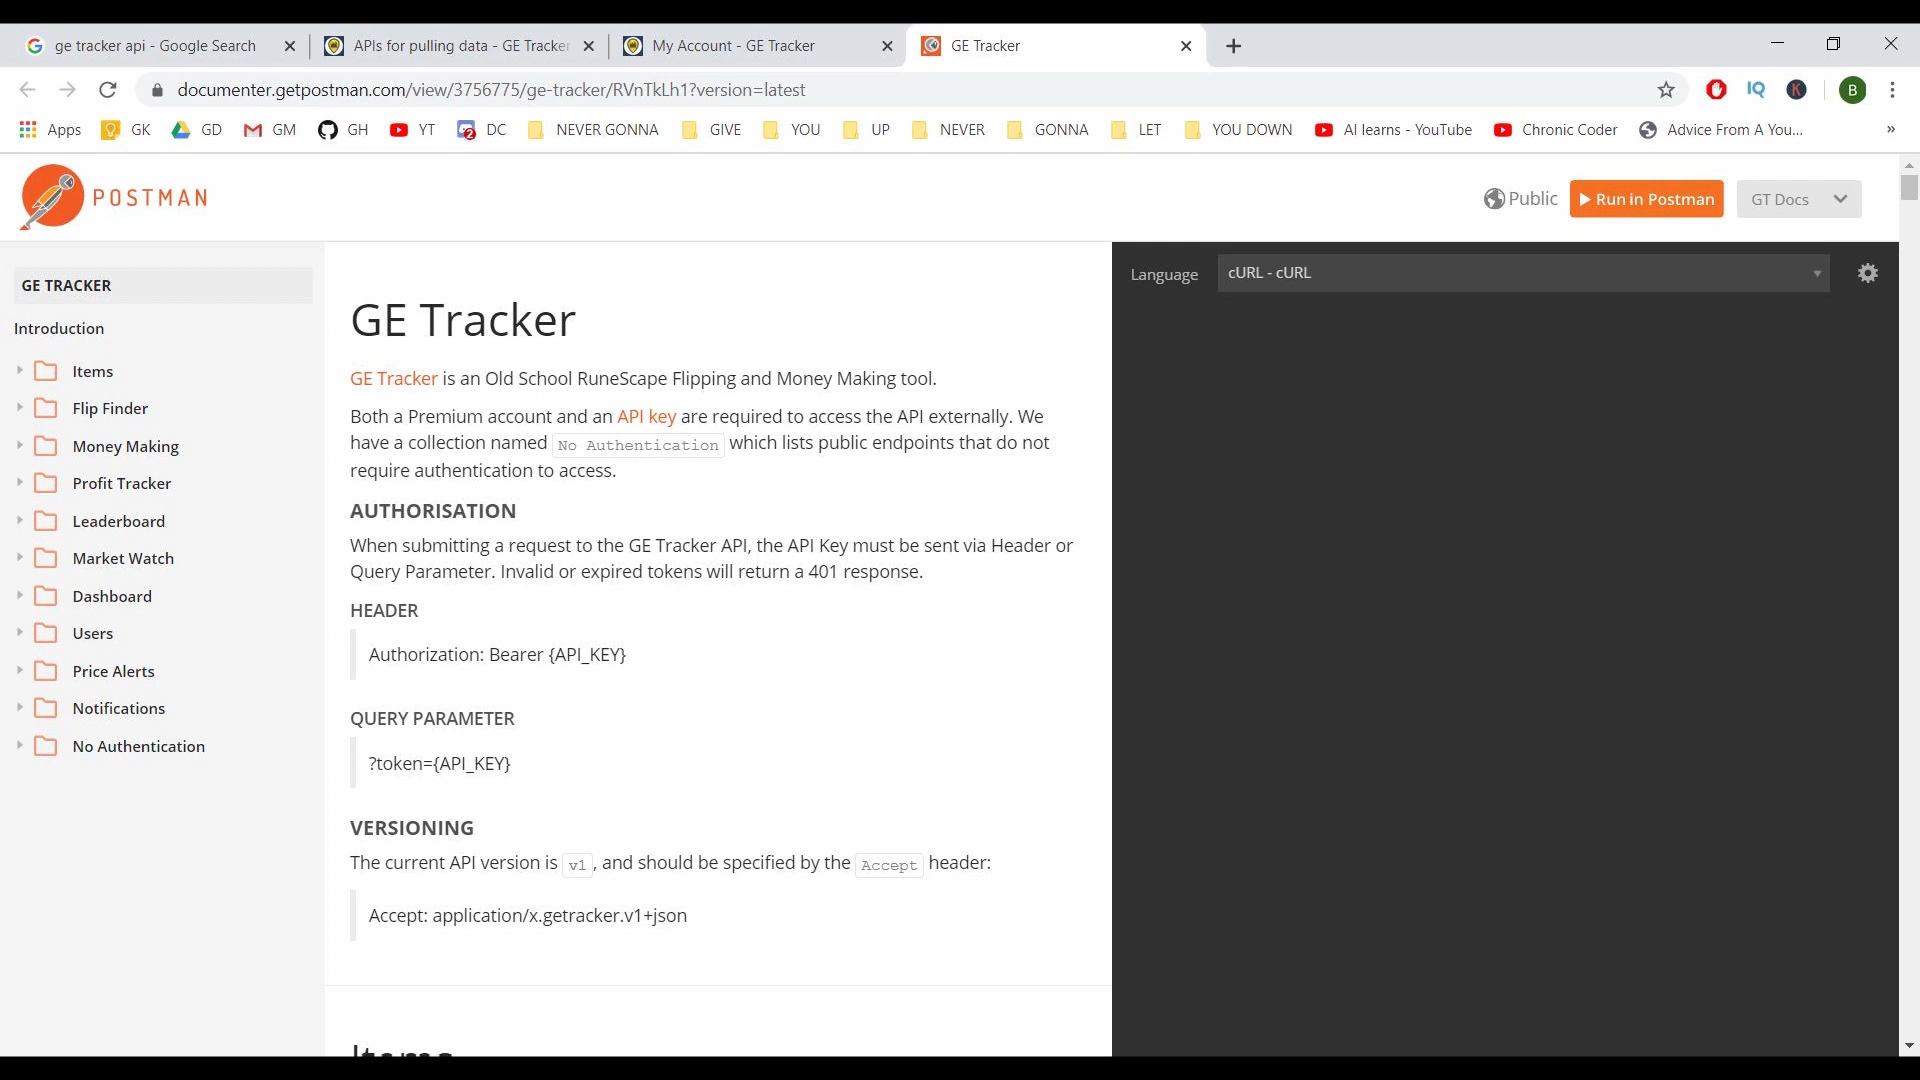 ge tracker api - Google Search
APIs for pulling data - GE Tracker
My Account - GE Tracker
GE Tracker
documenter.getpostman.com/view/3756775/ge-tracker/RVnTkLh1?version=latest
IQ
K
B
Apps GK GD GM GH YT 2 DC NEVER GONNA GIVE YOU UP NEVER GONNA LET YOU DOWN AI learns - YouTube Chronic Coder Advice From A You... »
POSTMAN
Public
Run in Postman
GT Docs
GE TRACKER
Introduction
Items
Flip Finder
Money Making
Profit Tracker
Leaderboard
Market Watch
Dashboard
Users
Price Alerts
Notifications
No Authentication
GE Tracker
GE Tracker is an Old School RuneScape Flipping and Money Making tool.
Both a Premium account and an API key are required to access the API externally. We
have a collection named No Authentication which lists public endpoints that do not
require authentication to access.
AUTHORISATION
When submitting a request to the GE Tracker API, the API Key must be sent via Header or
Query Parameter. Invalid or expired tokens will return a 401 response.
HEADER
Authorization: Bearer {API_KEY}
QUERY PARAMETER
?token={API_KEY}
VERSIONING
The current API version is v1, and should be specified by the Accept header:
Accept: application/x.getracker.v1+json
Items
Language
cURL - cURL